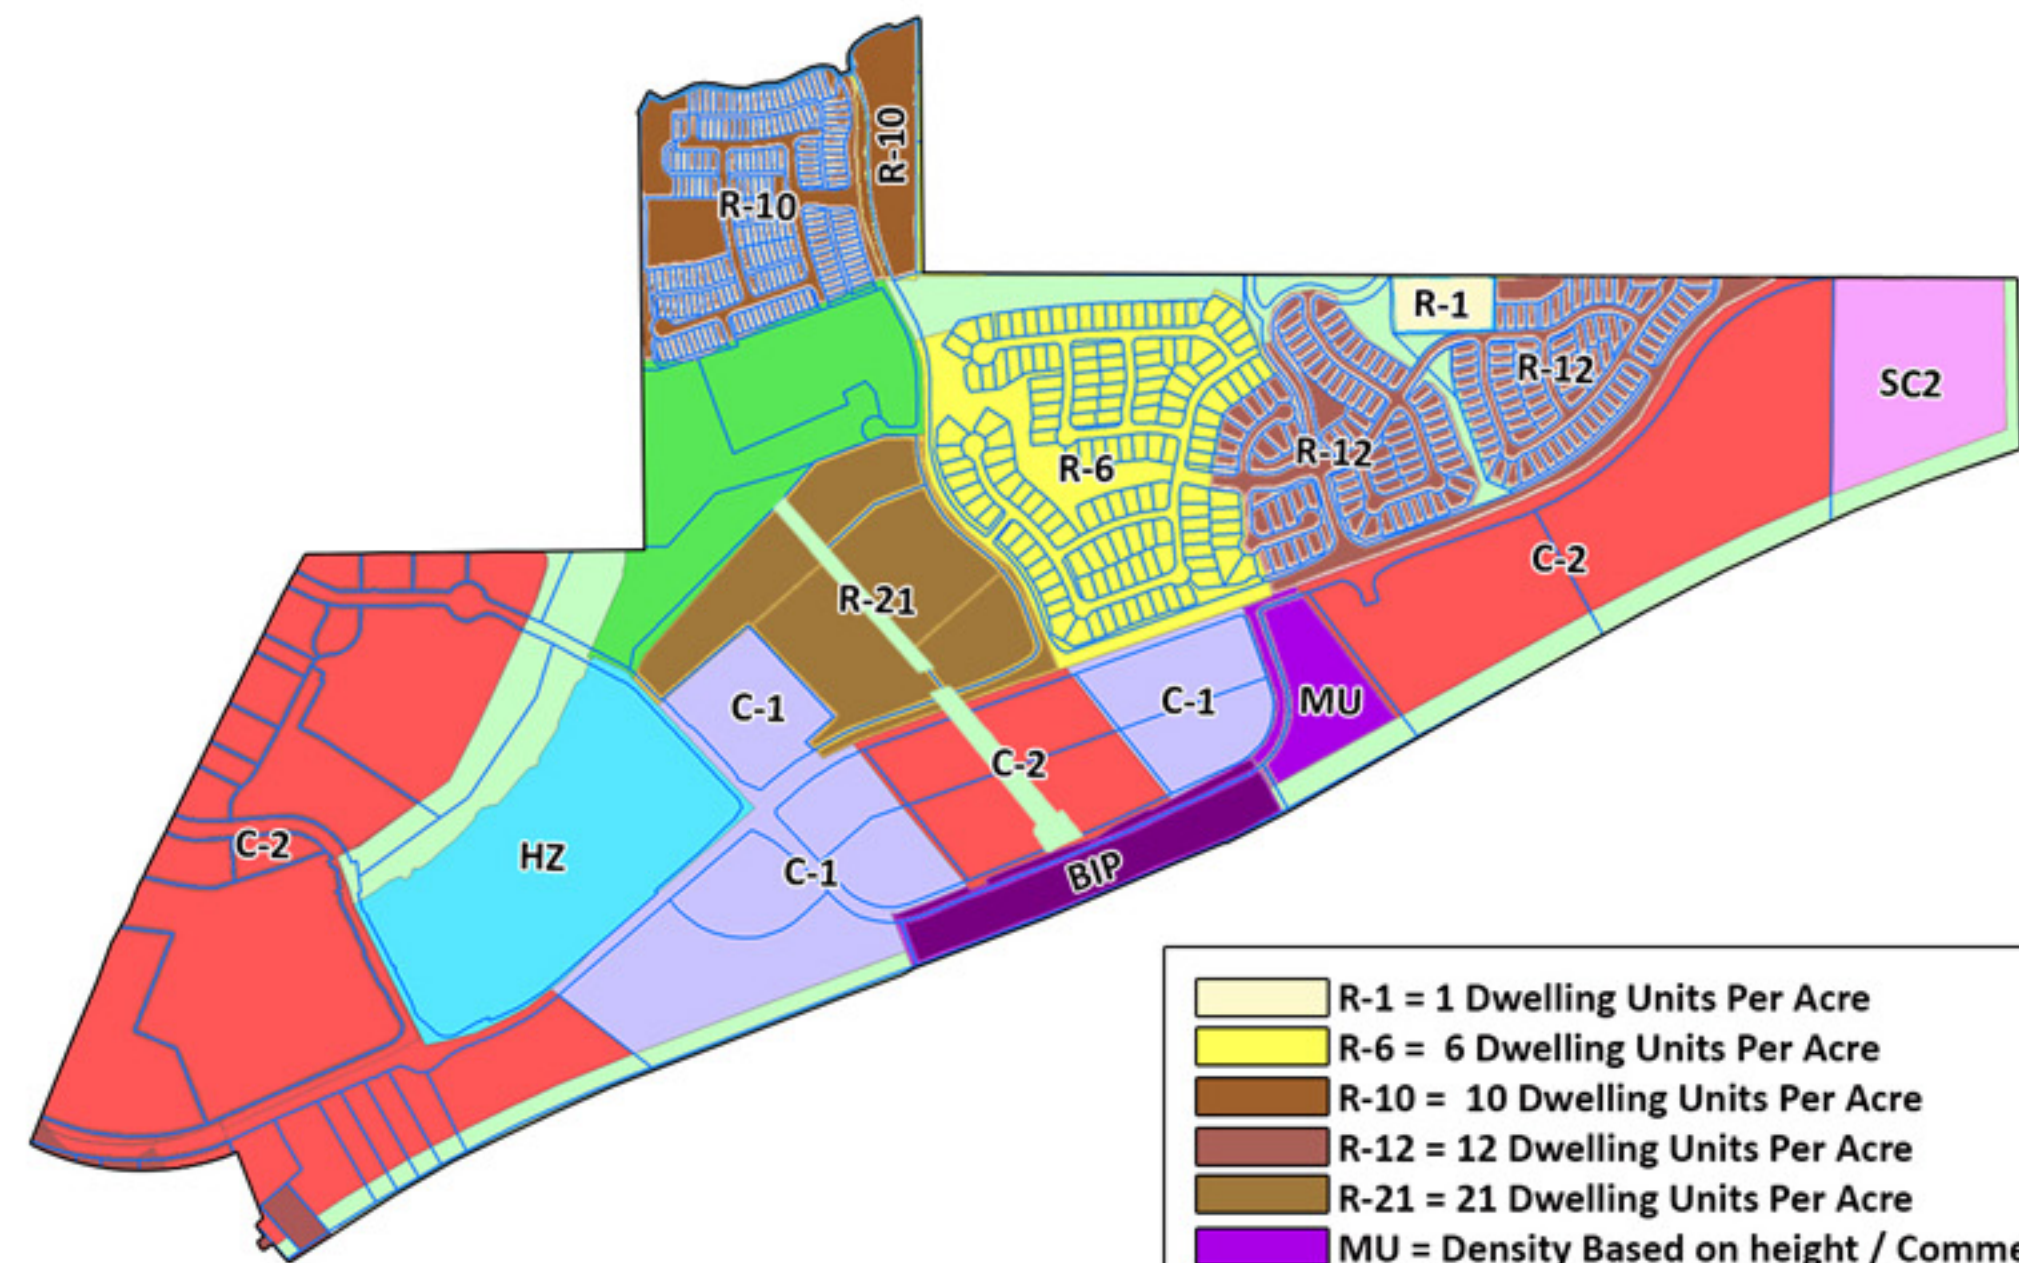 R-10
R-10
R-1
R-12
SC2
R-6
R-12
C-2
R-21
C-1
C-1
MU
C-2
C-2
HZ
C-1
BIP
R-1 = 1 Dwelling Units Per Acre
R-6 = 6 Dwelling Units Per Acre
R-10 = 10 Dwelling Units Per Acre
R-12 = 12 Dwelling Units Per Acre
R-21 = 21 Dwelling Units Per Acre
MU = Density Based on height / Comme